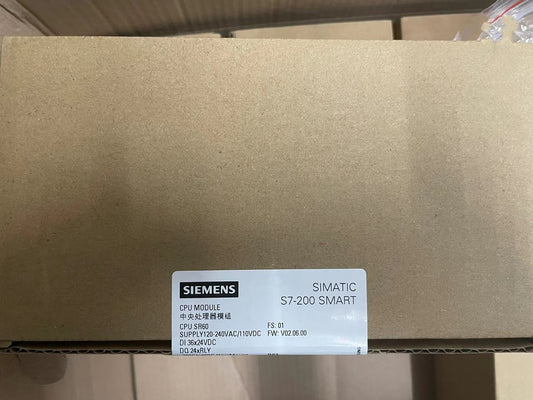 SIEMENS
SIMATIC
S7-200 SMART
CPU MODULE
中央处理器模组
CPU SR60 FS: 01
SUPPLY120-240VAC/110VDC FW: V02.06.00
DI 36x24VDC
DQ 24xRLY